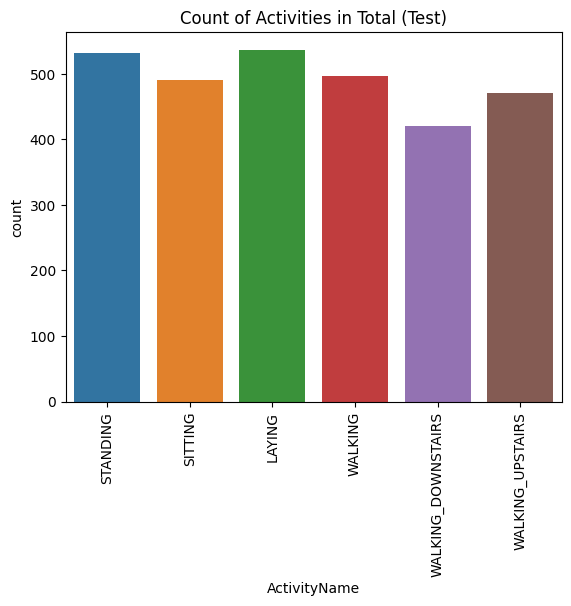 Count of Activities in Total (Test)
count
500
400
300
200
100
0
STANDING
SITTING
LAYING
WALKING
WALKING_DOWNSTAIRS
WALKING_UPSTAIRS
ActivityName